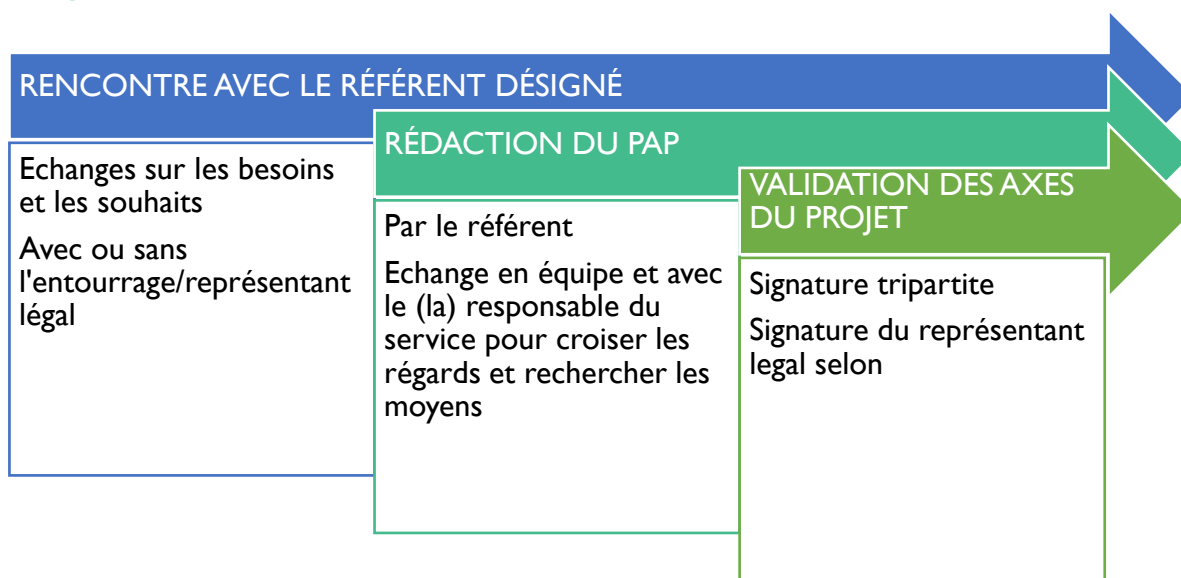 RENCONTRE AVEC LE RÉFÉRENT DÉSIGNÉ
Echanges sur les besoins
et les souhaits
Avec ou sans
l'entourrage/représentant
légal
RÉDACTION DU PAP
Par le référent
Echange en équipe et avec
le (la) responsable du
service pour croiser les
régards et rechercher les
moyens
VALIDATION DES AXES
DU PROJET
Signature tripartite
Signature du représentant
legal selon